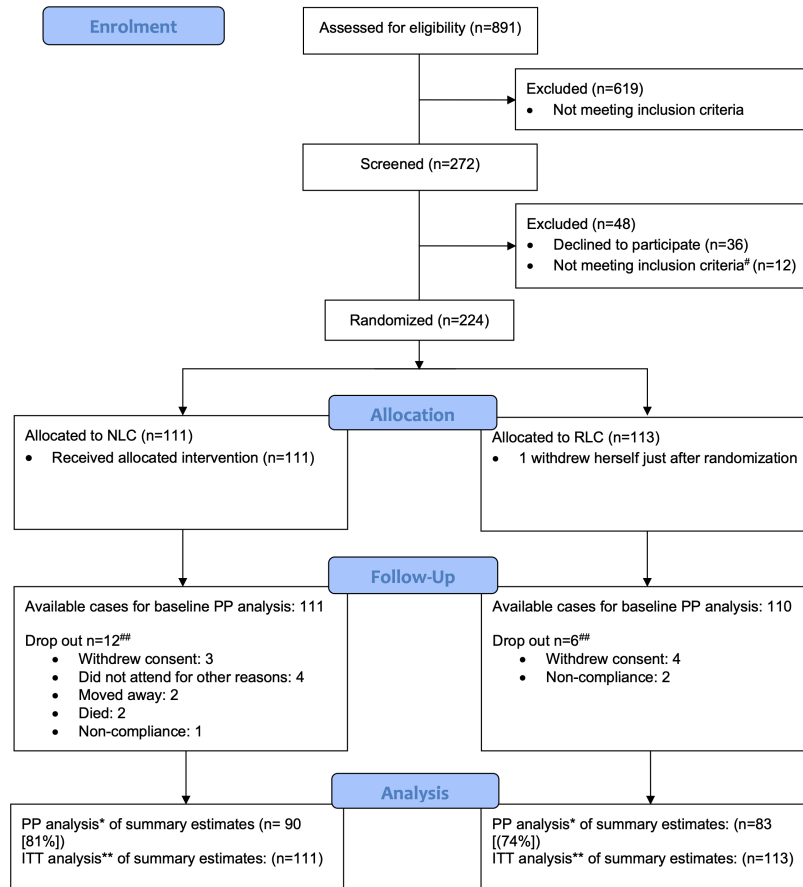 Enrolment
Assessed for eligibility (n=891)
Excluded (n=619)
• Not meeting inclusion criteria
Screened (n=272)
Excluded (n=48)
• Declined to participate (n=36)
• Not meeting inclusion criteria# (n=12)
Randomized (n=224)
Allocation
Allocated to NLC (n=111)
• Received allocated intervention (n=111)
Allocated to RLC (n=113)
• 1 withdrew herself just after randomization
Follow-Up
Available cases for baseline PP analysis: 111
Drop out n=12##
• Withdrew consent: 3
• Did not attend for other reasons: 4
• Moved away: 2
• Died: 2
• Non-compliance: 1
Available cases for baseline PP analysis: 110
Drop out n=6##
• Withdrew consent: 4
• Non-compliance: 2
Analysis
PP analysis* of summary estimates (n= 90
[81%])
ITT analysis** of summary estimates: (n=111)
PP analysis* of summary estimates: (n=83
[(74%])
ITT analysis** of summary estimates: (n=113)